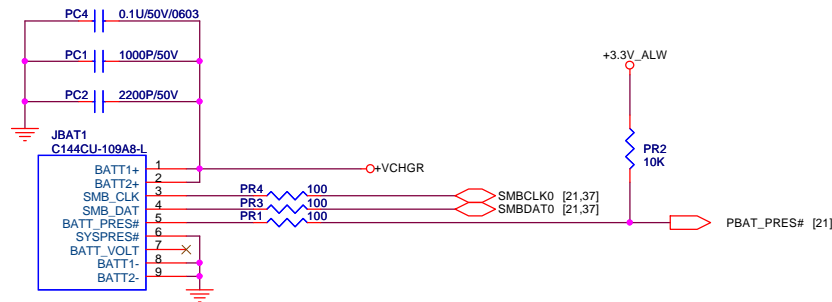 PC4 0.1U/50V/0603
PC1 1000P/50V
PC2 2200P/50V
+3.3V_ALW
PR2
10K
JBAT1
C144CU-109A8-L
BATT1+ 1
BATT2+ 2
SMB_CLK 3
SMB_DAT 4
BATT_PRES# 5
SYSPRES# 6
BATT_VOLT 7
BATT1- 8
BATT2- 9
+VCHGR
PR4 100 SMBCLK0 [21,37]
PR3 100 SMBDAT0 [21,37]
PR1 100 PBAT_PRES# [21]